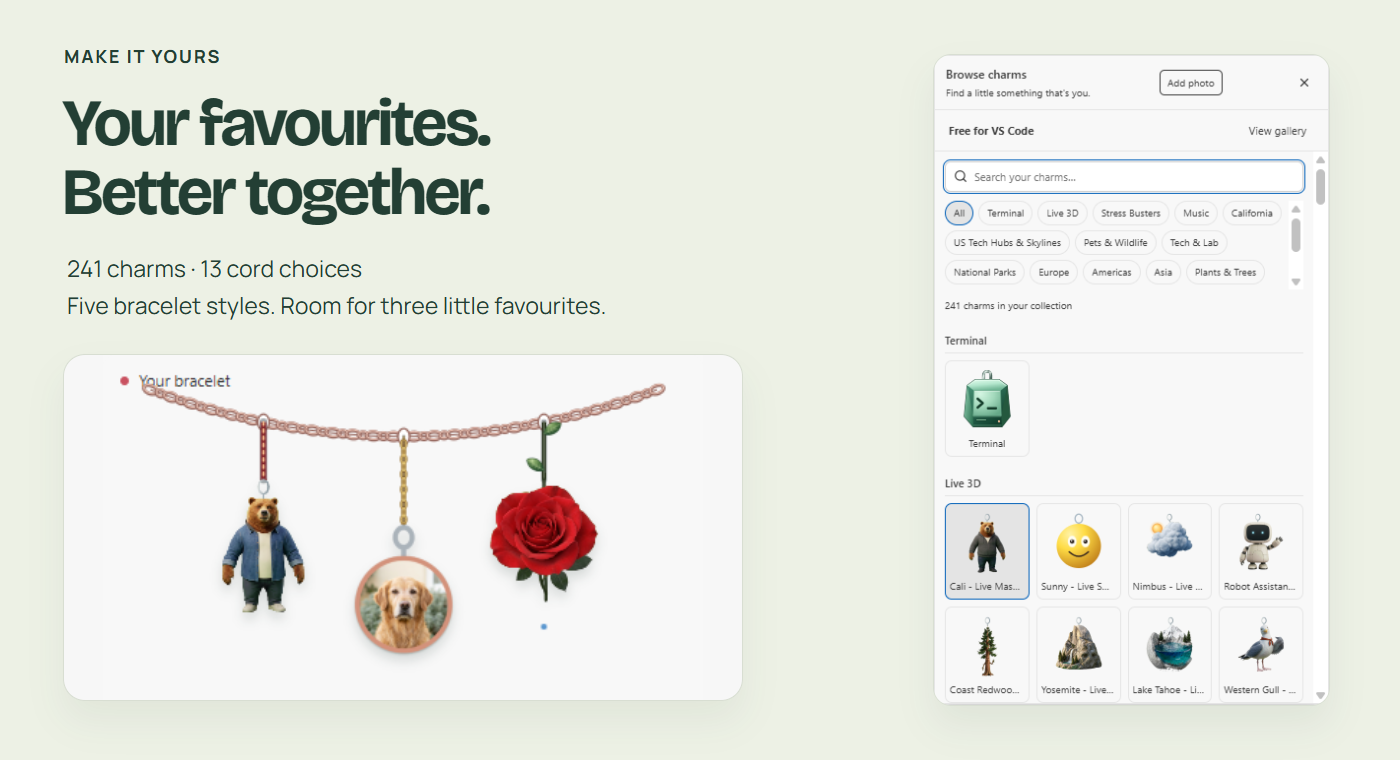 MAKE IT YOURS
Your favourites.
Better together.
241 charms · 13 cord choices
Five bracelet styles. Room for three little favourites.
Your bracelet
Browse charms
Find a little something that's you.
Add photo
Free for VS Code
View gallery
Search your charms...
All
Terminal
Live 3D
Stress Busters
Music
California
US Tech Hubs & Skylines
Pets & Wildlife
Tech & Lab
National Parks
Europe
Americas
Asia
Plants & Trees
241 charms in your collection
Terminal
>_
Terminal
Live 3D
Cali - Live Mas...
Sunny - Live S...
Nimbus - Live ...
Robot Assistan...
Coast Redwoo...
Yosemite - Live...
Lake Tahoe - Li...
Western Gull - ...